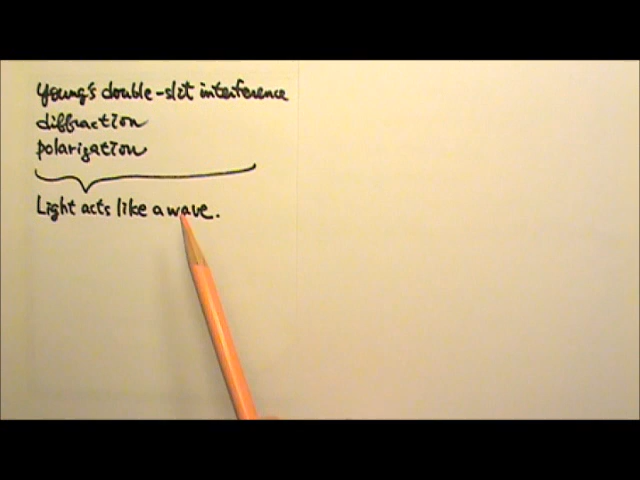 Young's double-slit interference
diffraction
polarization
Light acts like a wave.